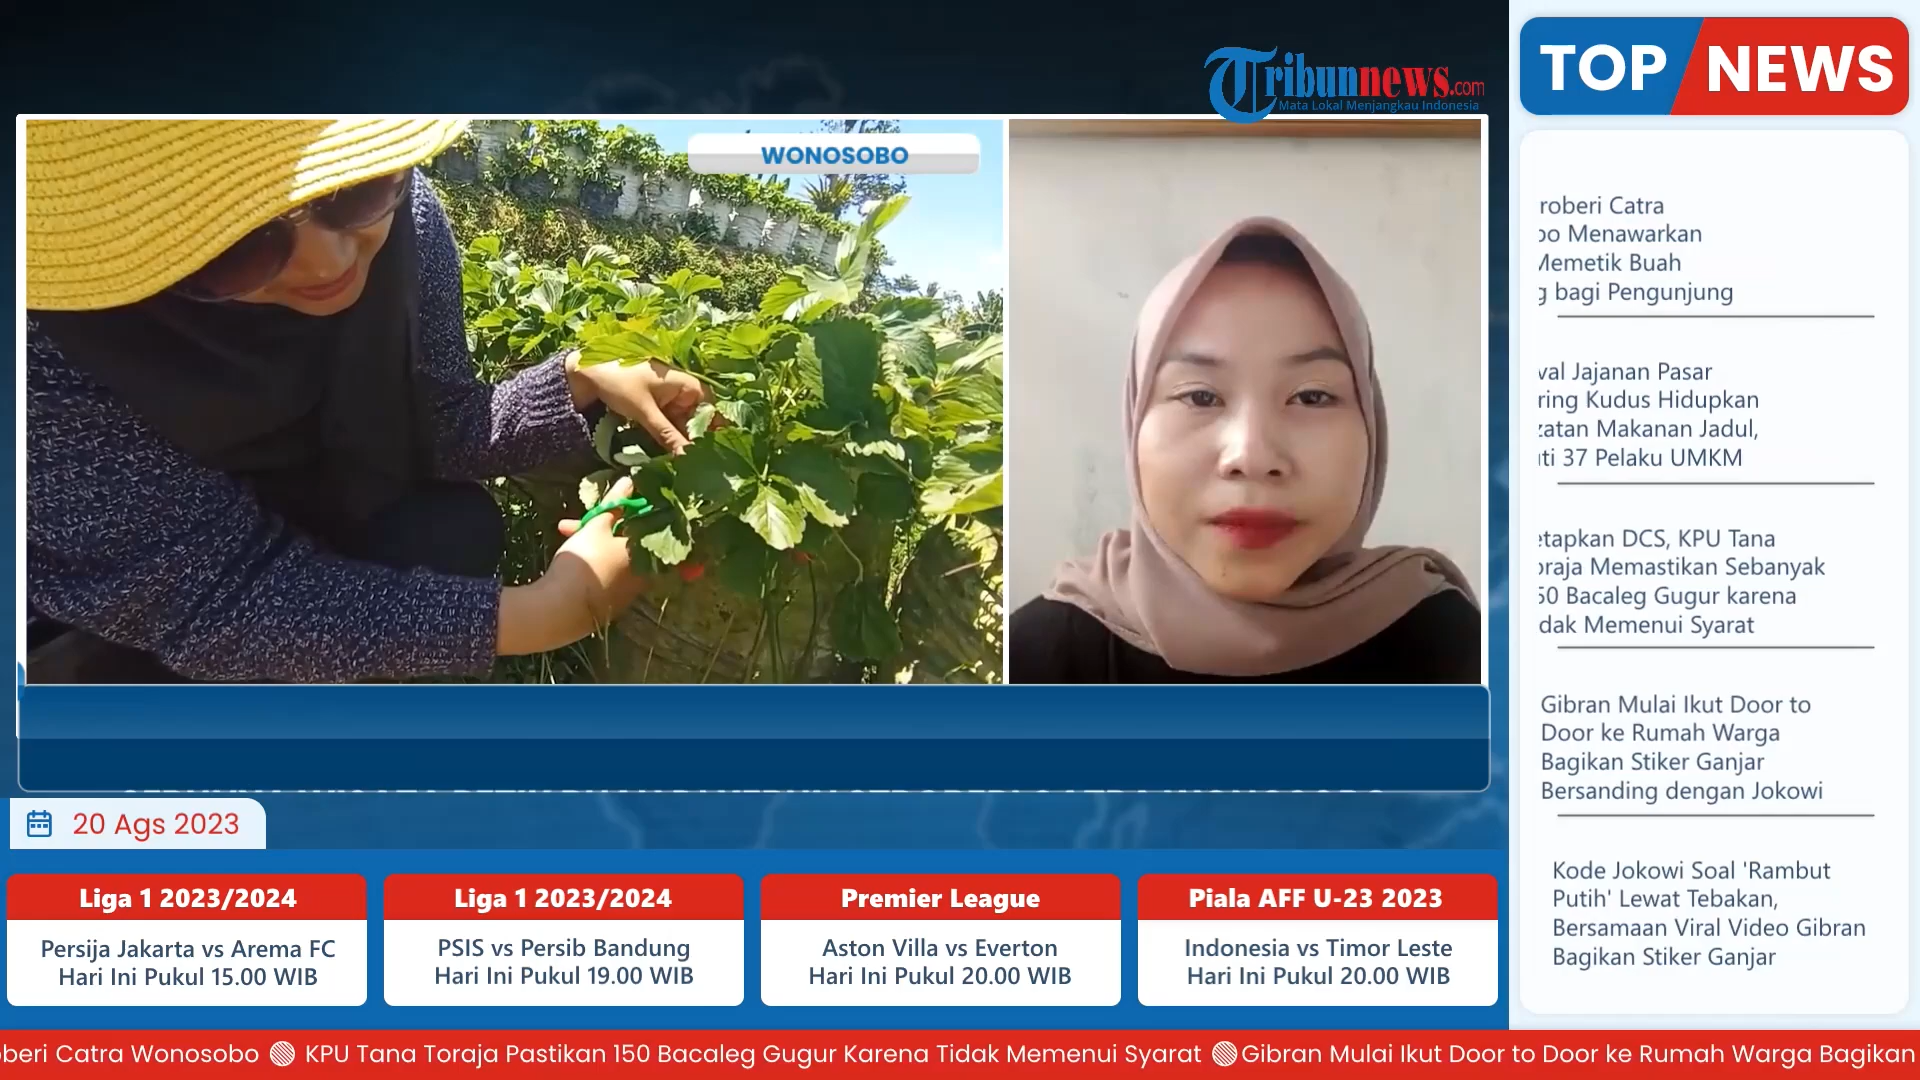 Tribunnews.com
Mata Lokal Menjangkau Indonesia
TOP NEWS
WONOSOBO
roberi Catra
bo Menawarkan
Memetik Buah
g bagi Pengunjung
val Jajanan Pasar
ring Kudus Hidupkan
zatan Makanan Jadul,
uti 37 Pelaku UMKM
etapkan DCS, KPU Tana
oraja Memastikan Sebanyak
50 Bacaleg Gugur karena
dak Memenui Syarat
Gibran Mulai Ikut Door to
Door ke Rumah Warga
Bagikan Stiker Ganjar
Bersanding dengan Jokowi
Kode Jokowi Soal 'Rambut
Putih' Lewat Tebakan,
Bersamaan Viral Video Gibran
Bagikan Stiker Ganjar
20 Ags 2023
Liga 1 2023/2024
Persija Jakarta vs Arema FC
Hari Ini Pukul 15.00 WIB
Liga 1 2023/2024
PSIS vs Persib Bandung
Hari Ini Pukul 19.00 WIB
Premier League
Aston Villa vs Everton
Hari Ini Pukul 20.00 WIB
Piala AFF U-23 2023
Indonesia vs Timor Leste
Hari Ini Pukul 20.00 WIB
beri Catra Wonosobo KPU Tana Toraja Pastikan 150 Bacaleg Gugur Karena Tidak Memenui Syarat Gibran Mulai Ikut Door to Door ke Rumah Warga Bagikan